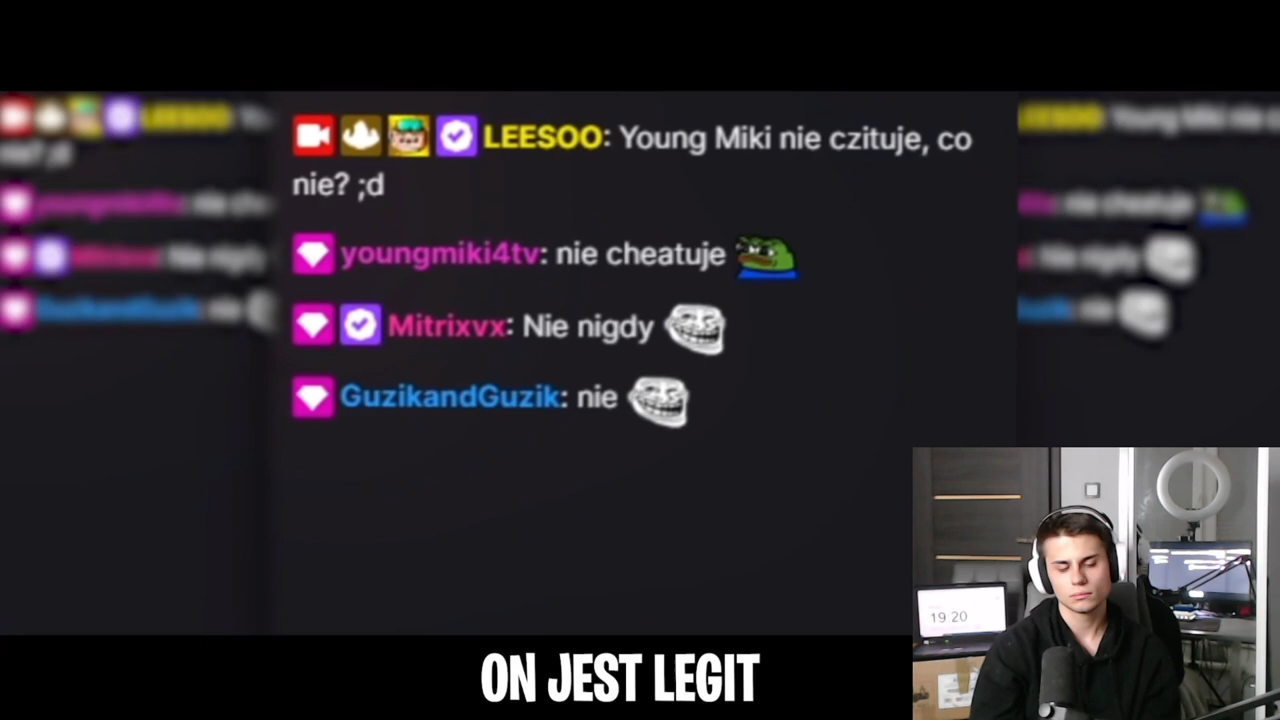 LEESOO: Young Miki nie czituje, co
nie? ;d
youngmiki4tv: nie cheatuje
Mitrixvx: Nie nigdy
GuzikandGuzik: nie
19.20
ON JEST LEGIT